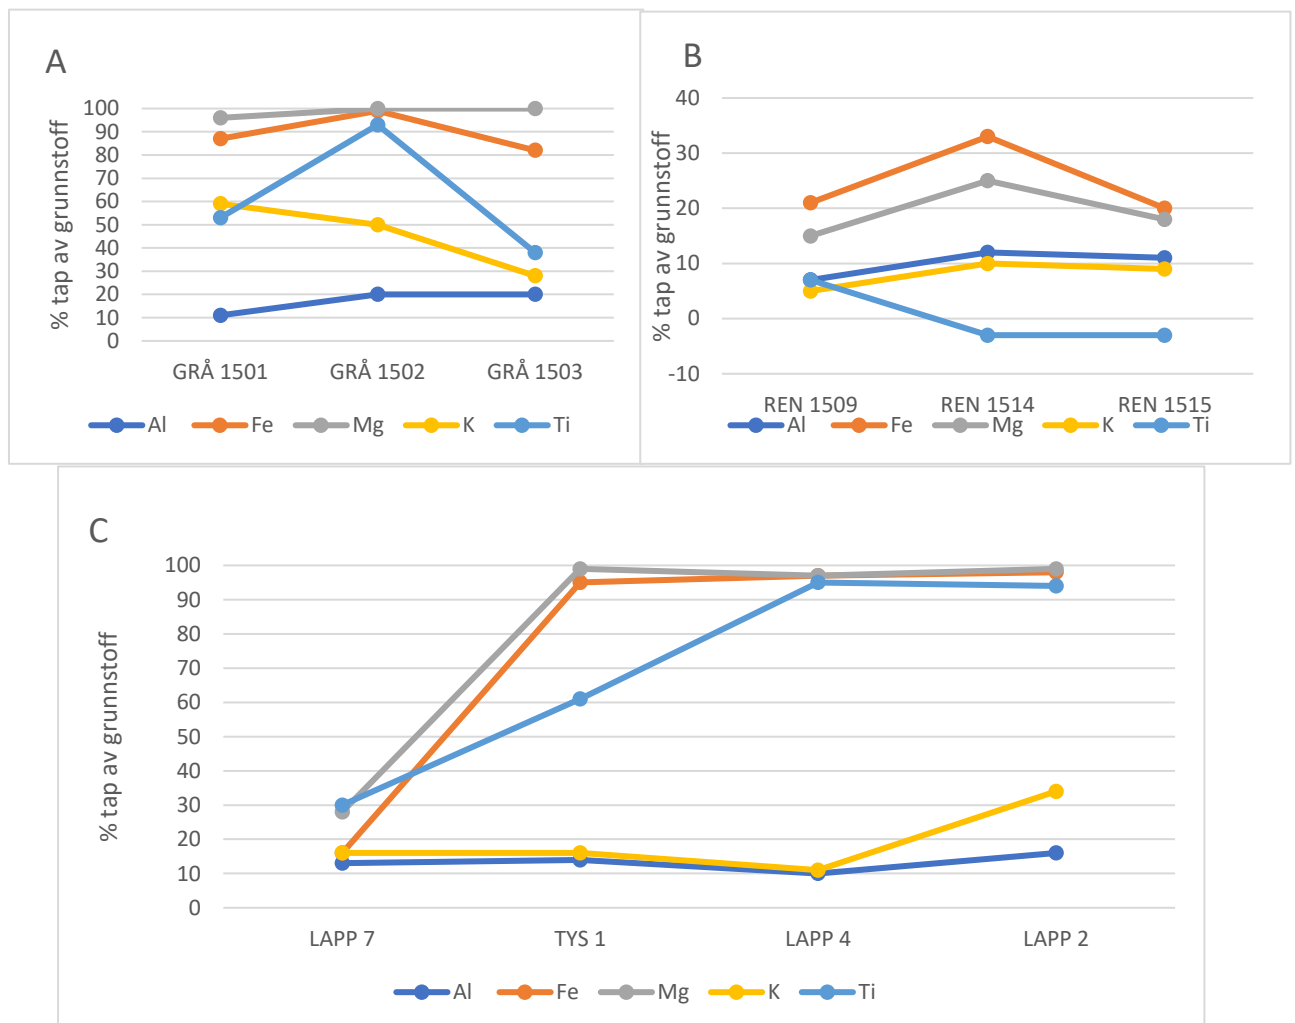 A
% tap av grunnstoff
100
90
80
70
60
50
40
30
20
10
0
GRÅ 1501 GRÅ 1502 GRÅ 1503
Al Fe Mg K Ti
B
% tap av grunnstoff
40
30
20
10
0
-10
REN 1509 REN 1514 REN 1515
Al Fe Mg K Ti
C
% tap av grunnstoff
100
90
80
70
60
50
40
30
20
10
0
LAPP 7 TYS 1 LAPP 4 LAPP 2
Al Fe Mg K Ti